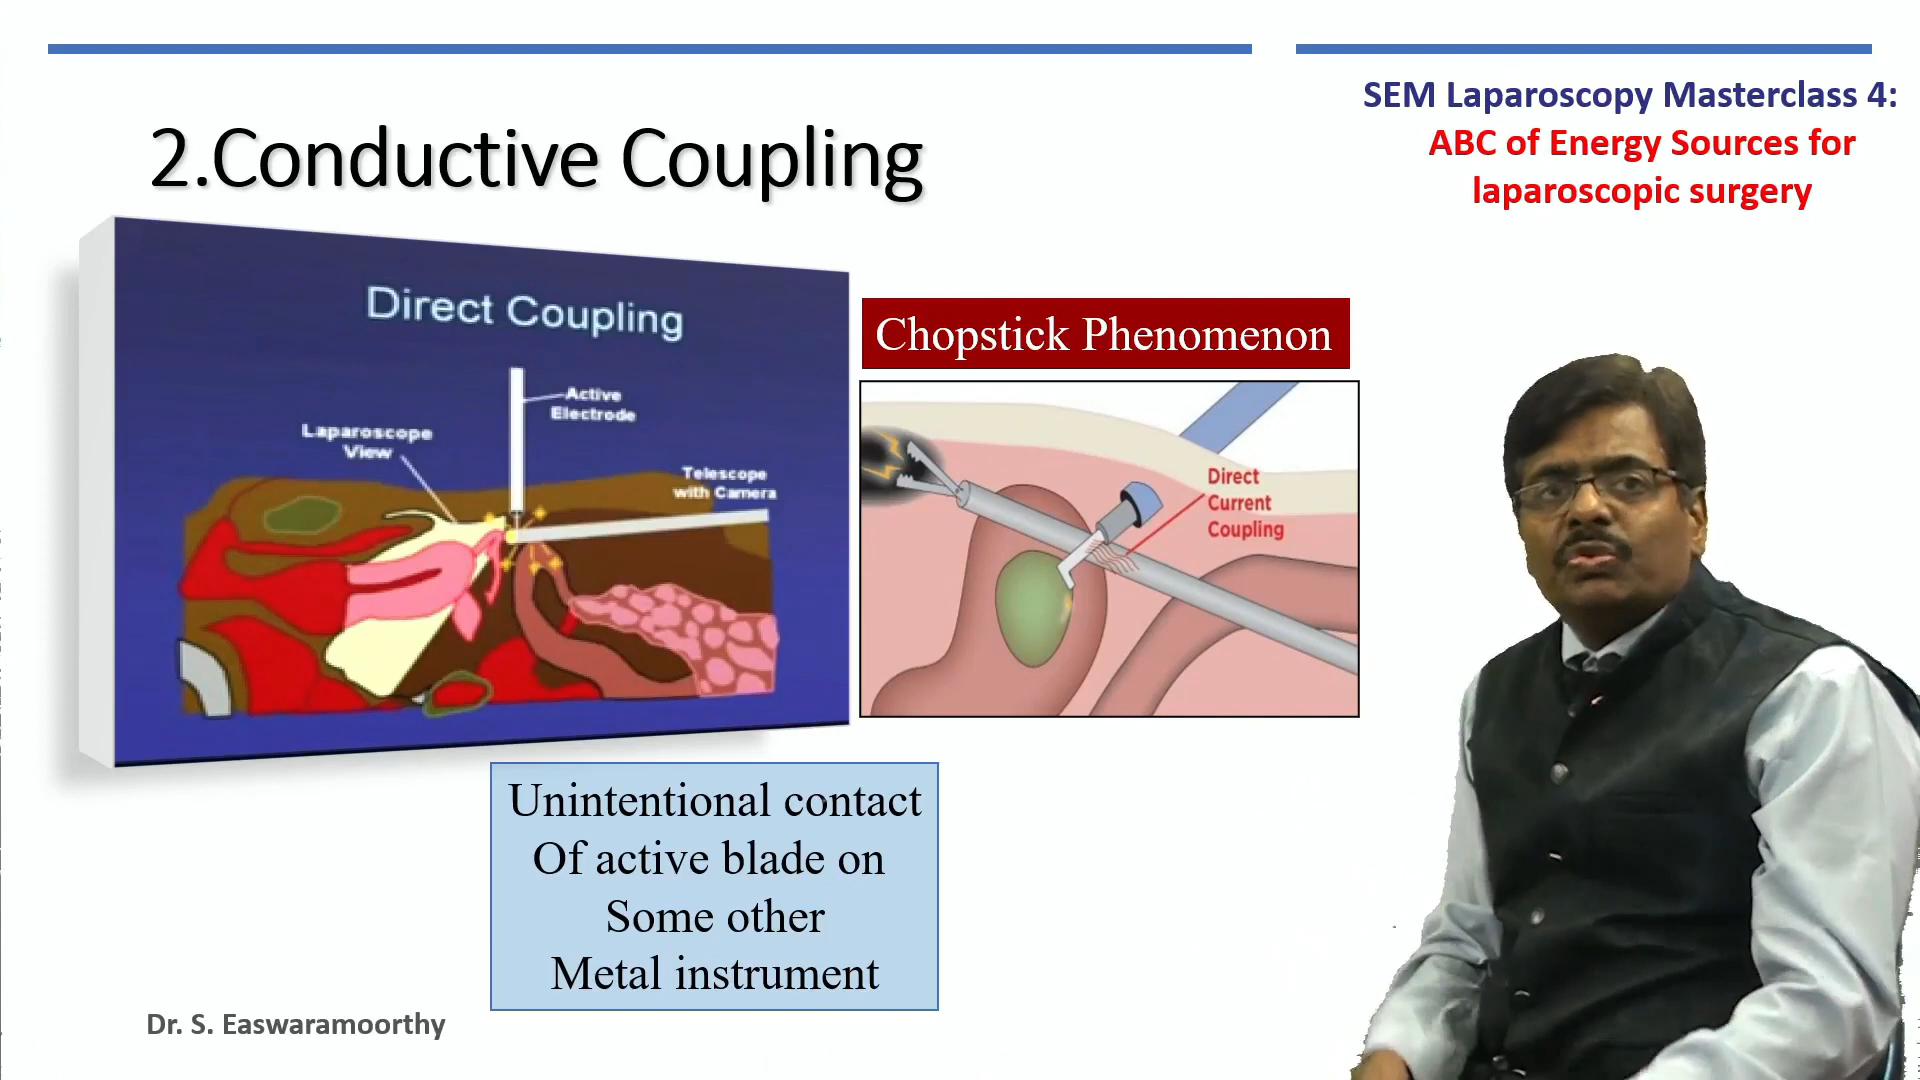 SEM Laparoscopy Masterclass 4:
ABC of Energy Sources for
laparoscopic surgery
2.Conductive Coupling
Direct Coupling
Active
Electrode
Laparoscope
View
Telescope
with Camera
Chopstick Phenomenon
Direct
Current
Coupling
Unintentional contact
Of active blade on
Some other
Metal instrument
Dr. S. Easwaramoorthy